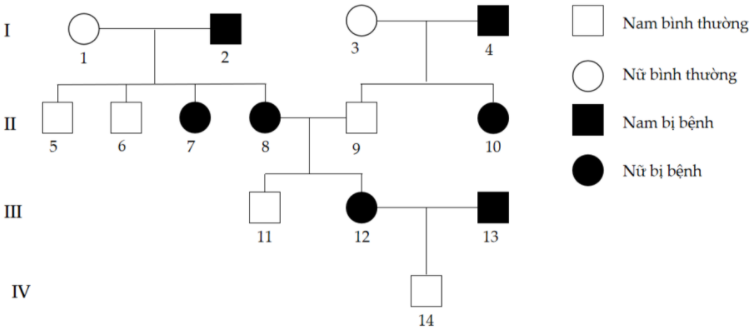 I
1
2
3
4
Nam bình thường
Nữ bình thường
II
5
6
7
8
9
10
Nam bị bệnh
Nữ bị bệnh
III
11
12
13
IV
14